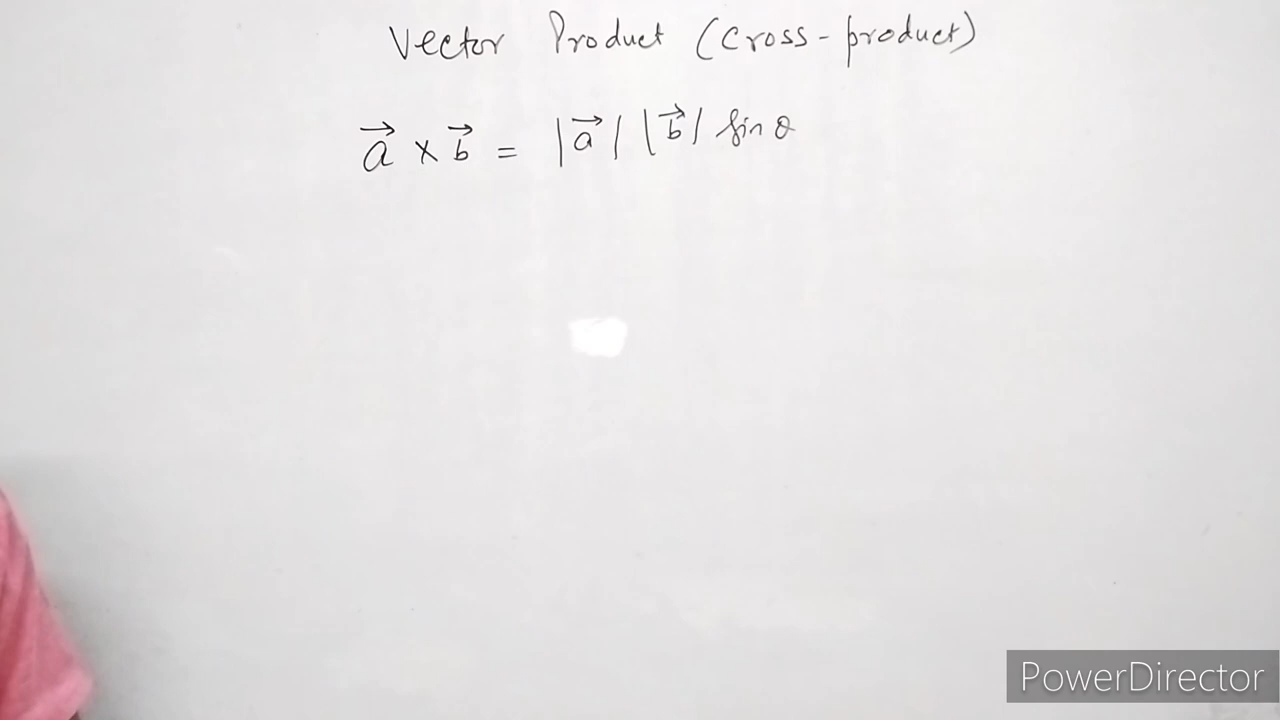 Vector Product (Cross-product)
a⃗ × b⃗ = |a⃗| |b⃗| sin θ
PowerDirector